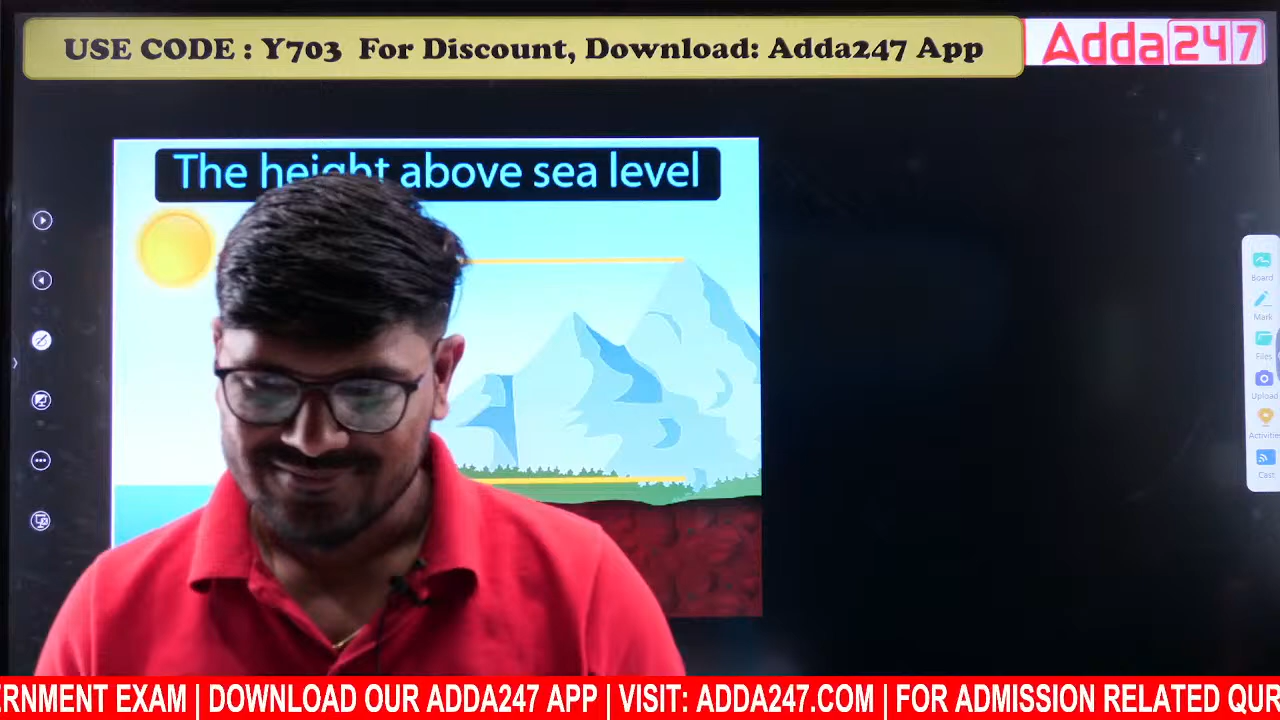 USE CODE : Y703 For Discount, Download: Adda247 App
Adda247
The height above sea level
Board
Mark
Files
Upload
Activities
Cast
ERNMENT EXAM | DOWNLOAD OUR ADDA247 APP | VISIT: ADDA247.COM | FOR ADMISSION RELATED QUR